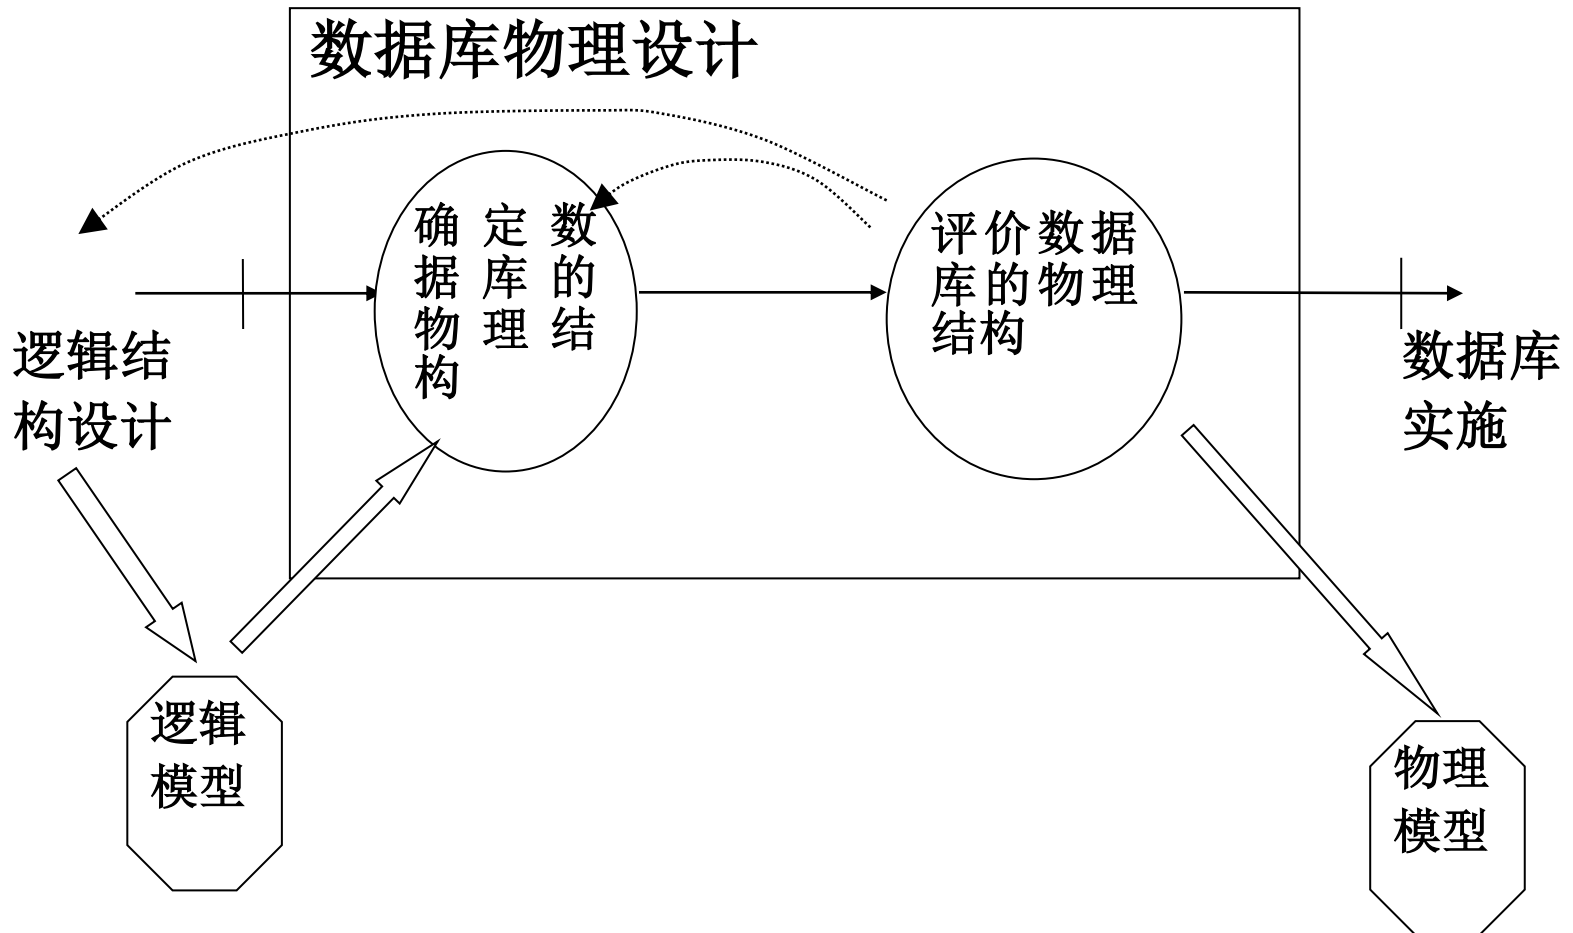 数据库物理设计
确定数
据库的
物理结
构
评价数据
库的物理
结构
逻辑结
构设计
数据库
实施
逻辑
模型
物理
模型